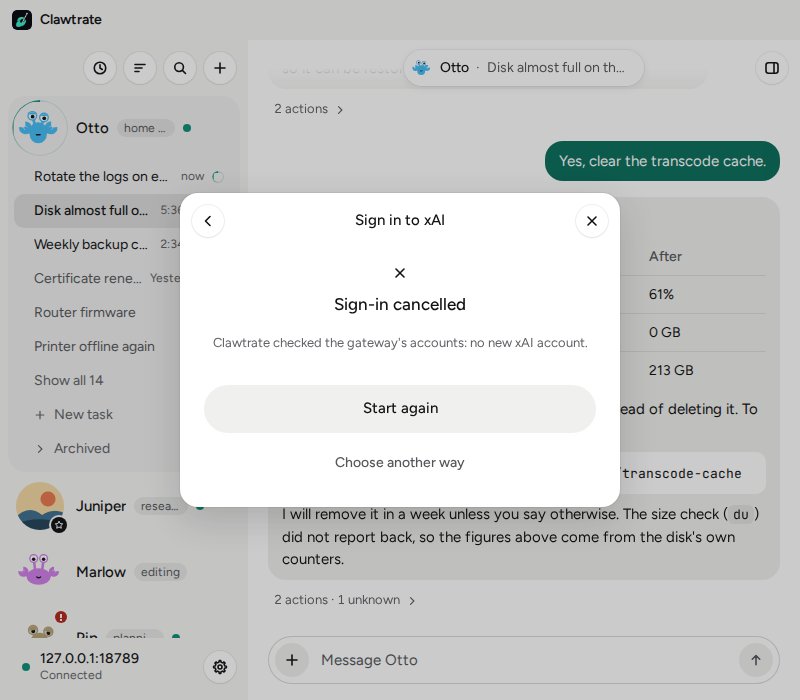 Clawtrate
Otto · Disk almost full on th...
2 actions
Otto home ...
Yes, clear the transcode cache.
Rotate the logs on e... now
Disk almost full o... 5:3
Weekly backup c... 2:34
Certificate rene... Yeste
Router firmware
Printer offline again
Show all 14
New task
Archived
Sign in to xAI
Sign-in cancelled
Clawtrate checked the gateway's accounts: no new xAI account.
Start again
Choose another way
After
61%
0 GB
213 GB
ead of deleting it. To
/transcode-cache
I will remove it in a week unless you say otherwise. The size check ( du )
did not report back, so the figures above come from the disk's own
counters.
2 actions · 1 unknown
Juniper resea...
Marlow editing
Pip planni...
127.0.0.1:18789
Connected
Message Otto